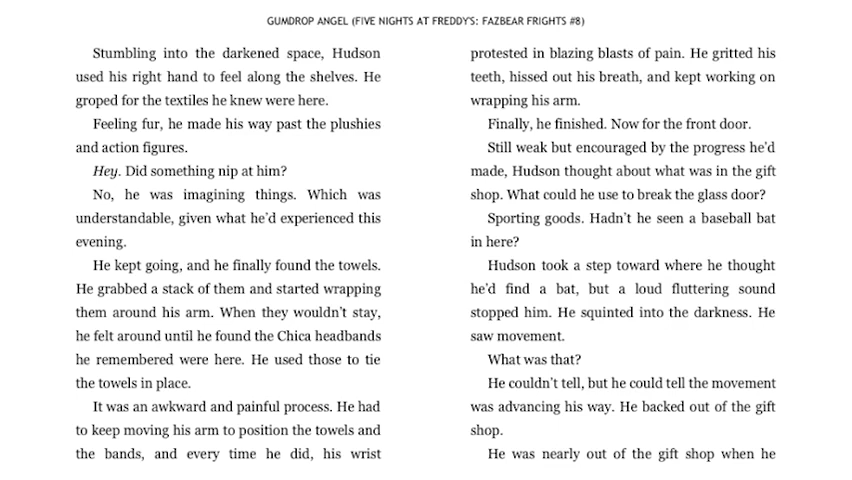 GUMDROP ANGEL (FIVE NIGHTS AT FREDDY'S: FAZBEAR FRIGHTS #8)
Stumbling into the darkened space, Hudson
used his right hand to feel along the shelves. He
groped for the textiles he knew were here.
Feeling fur, he made his way past the plushies
and action figures.
Hey. Did something nip at him?
No, he was imagining things. Which was
understandable, given what he'd experienced this
evening.
He kept going, and he finally found the towels.
He grabbed a stack of them and started wrapping
them around his arm. When they wouldn't stay,
he felt around until he found the Chica headbands
he remembered were here. He used those to tie
the towels in place.
It was an awkward and painful process. He had
to keep moving his arm to position the towels and
the bands, and every time he did, his wrist
protested in blazing blasts of pain. He gritted his
teeth, hissed out his breath, and kept working on
wrapping his arm.
Finally, he finished. Now for the front door.
Still weak but encouraged by the progress he'd
made, Hudson thought about what was in the gift
shop. What could he use to break the glass door?
Sporting goods. Hadn't he seen a baseball bat
in here?
Hudson took a step toward where he thought
he'd find a bat, but a loud fluttering sound
stopped him. He squinted into the darkness. He
saw movement.
What was that?
He couldn't tell, but he could tell the movement
was advancing his way. He backed out of the gift
shop.
He was nearly out of the gift shop when he